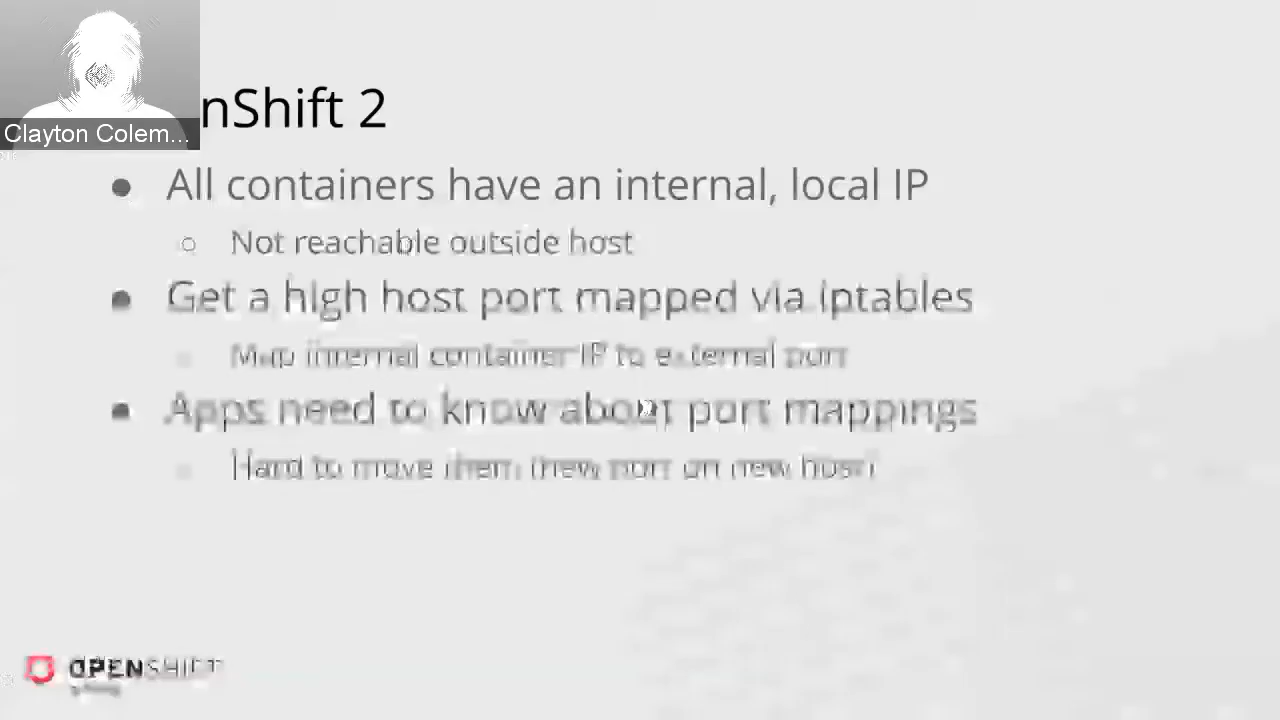 Clayton Colem...
nShift 2
All containers have an internal, local IP
Not reachable outside host
Get a high host port mapped via iptables
Map internal container IP to external port
Apps need to know about port mappings
Hard to move them (new port on new host)
OPENSHIFT